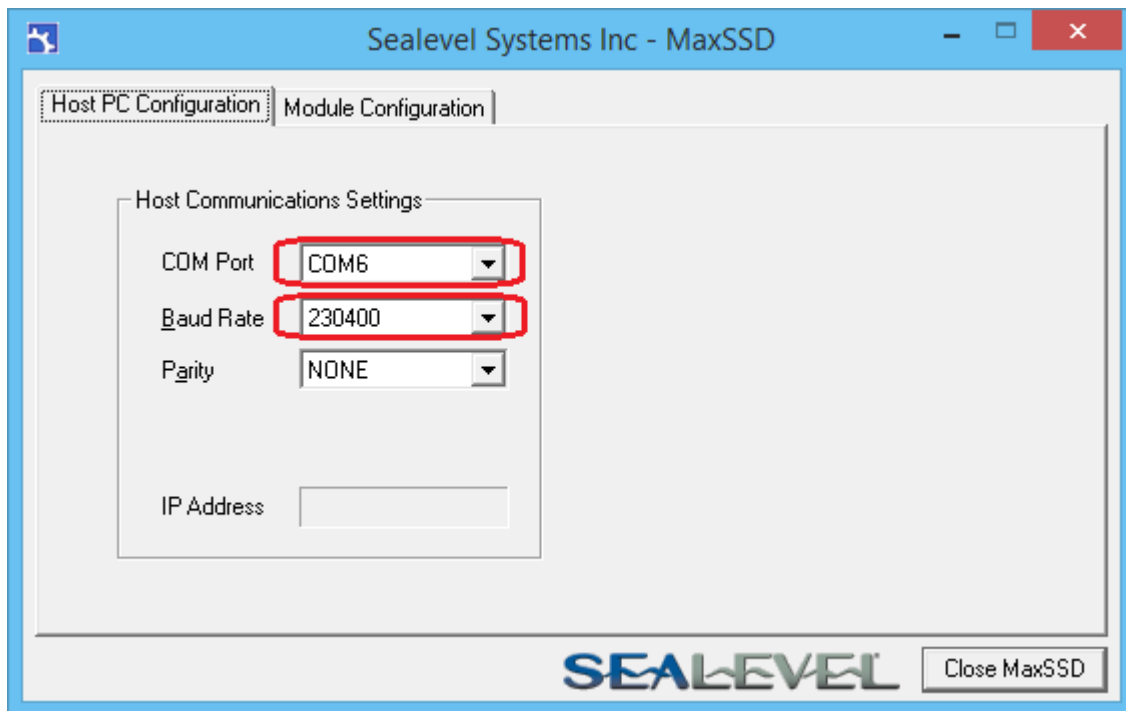 Sealevel Systems Inc - MaxSSD
Host PC Configuration Module Configuration
Host Communications Settings
COM Port COM6
Baud Rate 230400
Parity NONE
IP Address
SEALEVEL Close MaxSSD